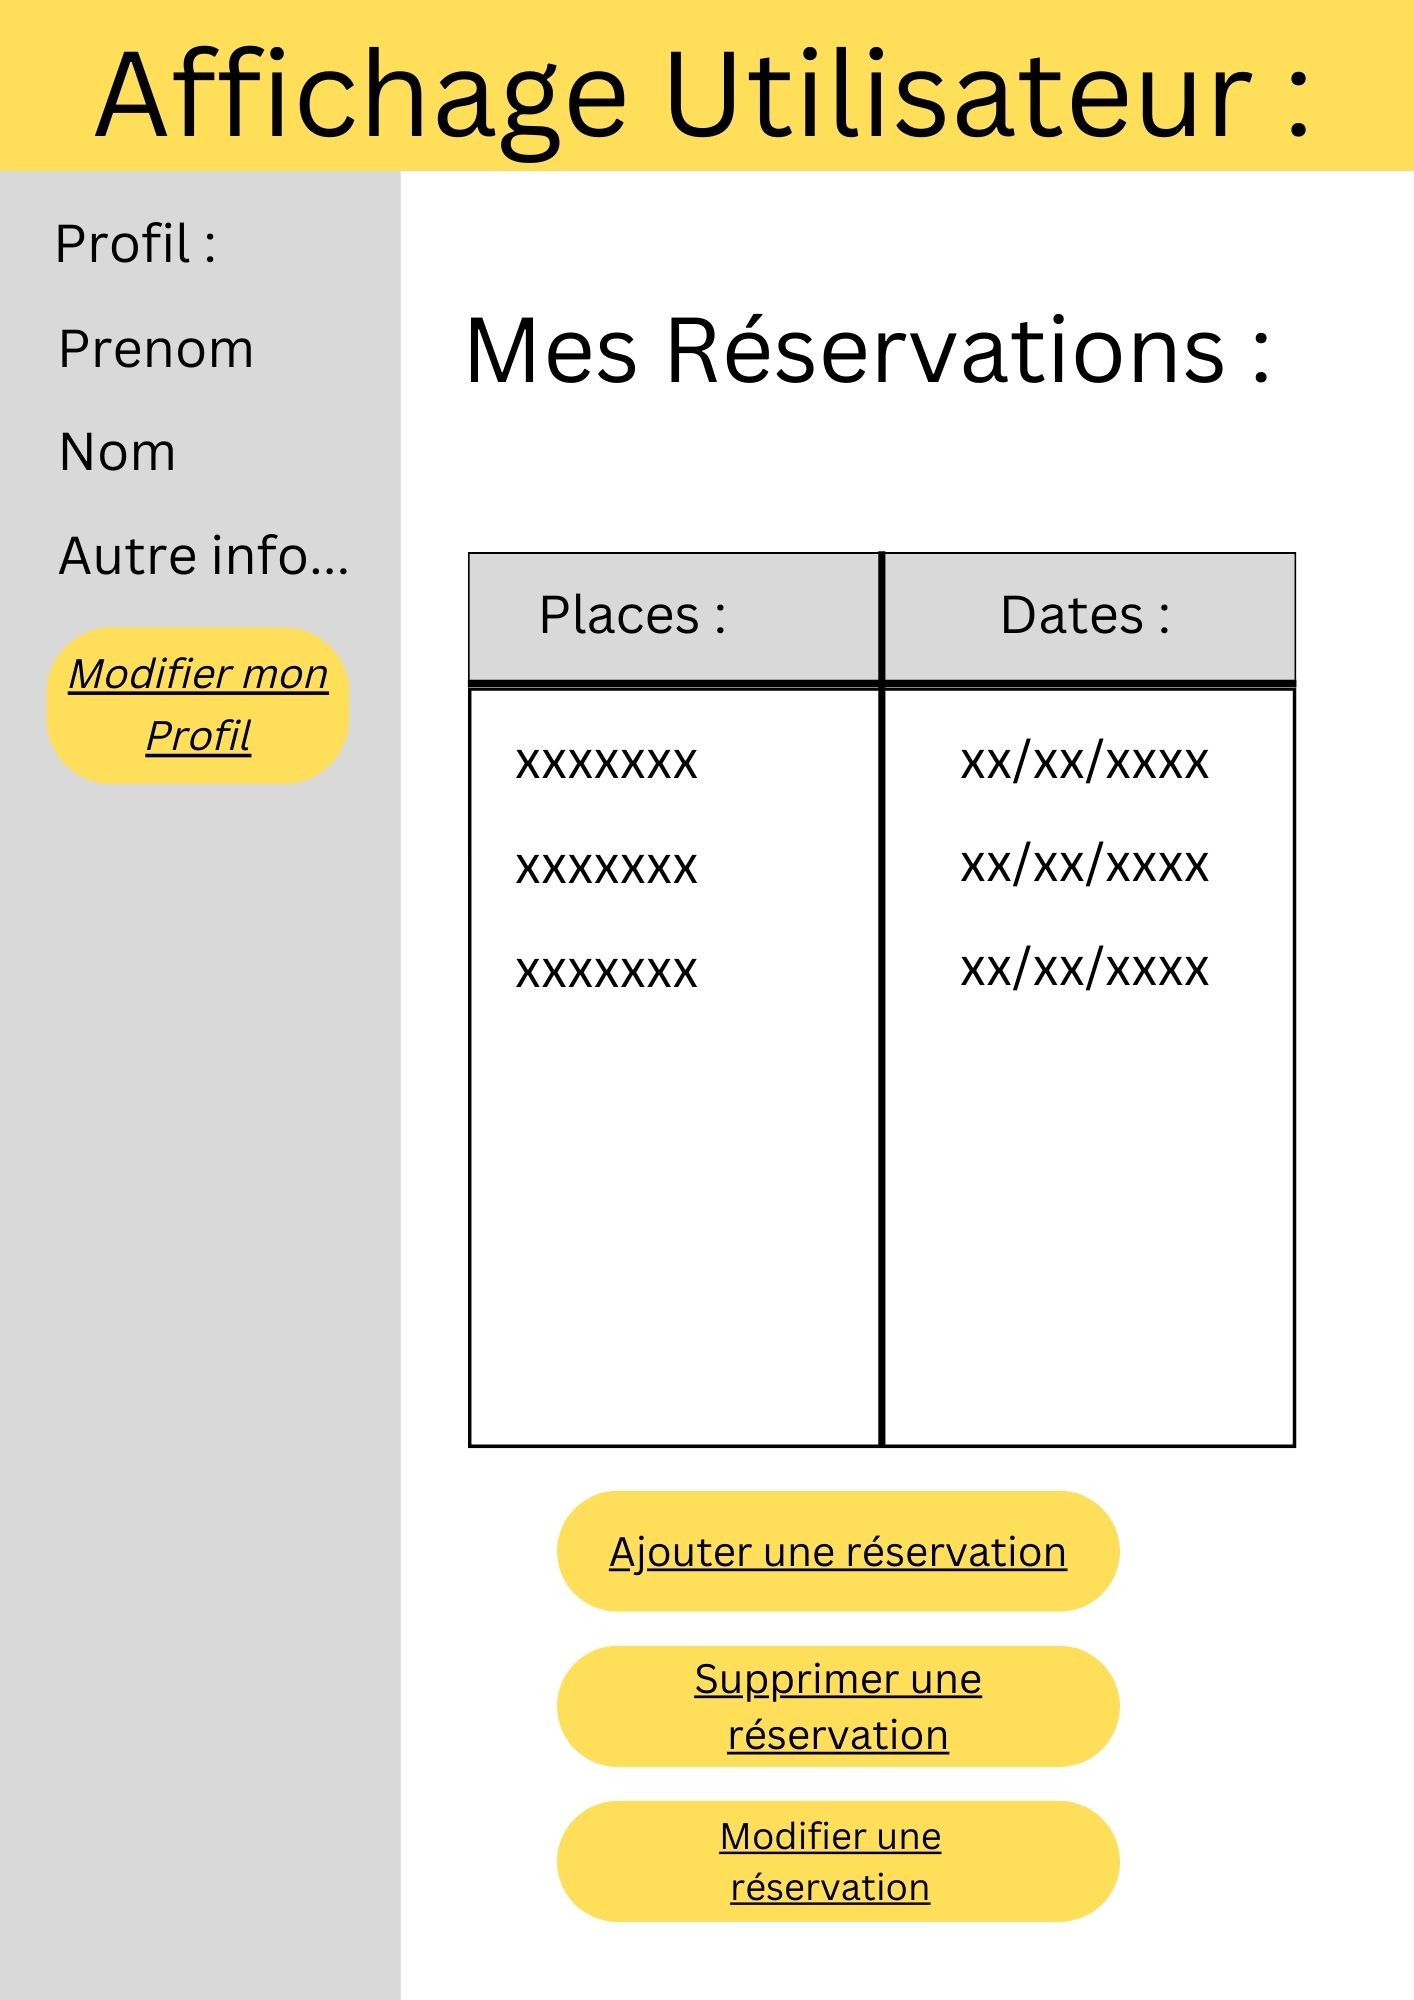 Affichage Utilisateur :
Profil :
Prenom
Nom
Autre info...
Modifier mon
Profil
Mes Réservations :
Places : Dates :
xxxxxxx xx/xx/xxxx
xxxxxxx xx/xx/xxxx
xxxxxxx xx/xx/xxxx
Ajouter une réservation
Supprimer une
réservation
Modifier une
réservation